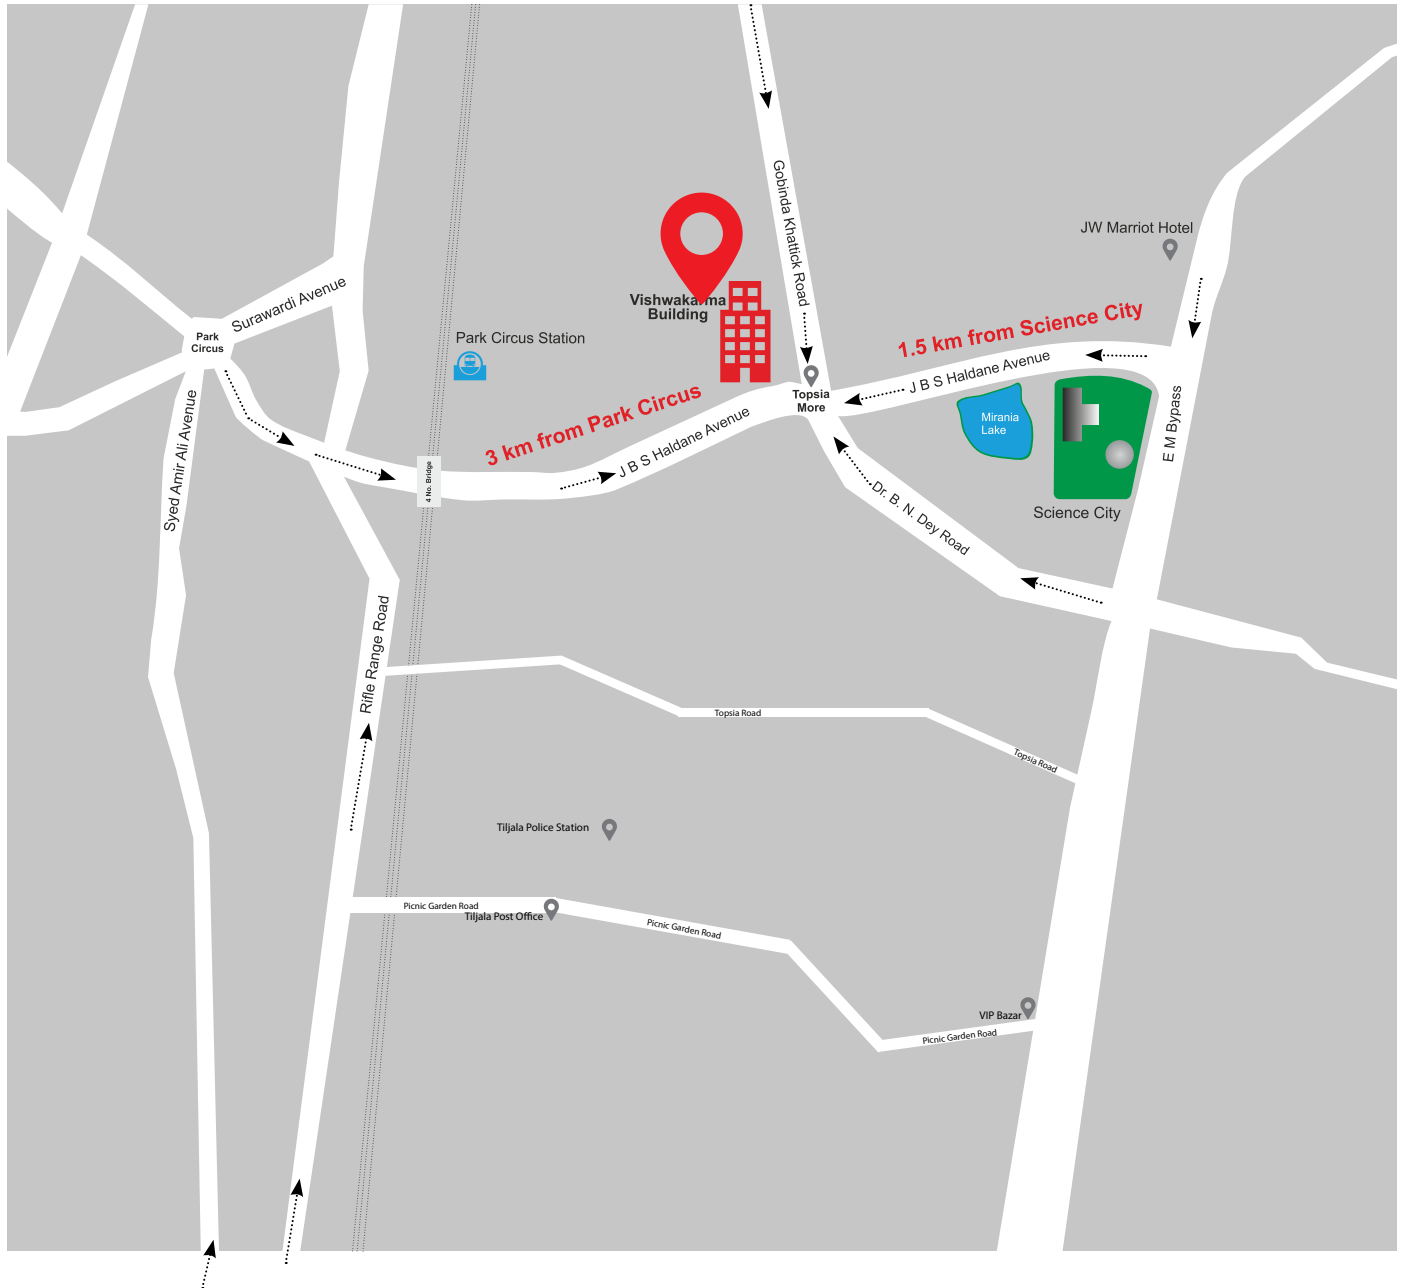 Gobinda Khattick Road
JW Marriot Hotel
Surawardi Avenue
Vishwakarma
Building
1.5 km from Science City
Park
Circus
Park Circus Station
J B S Haldane Avenue
3 km from Park Circus
Topsia
More
J B S Haldane Avenue
Mirania
Lake
E M Bypass
Syed Amir Ali Avenue
4 No. Bridge
Science City
Dr. B. N. Dey Road
Rifle Range Road
Topsia Road
Topsia Road
Tiljala Police Station
Picnic Garden Road
Tiljala Post Office
Picnic Garden Road
VIP Bazar
Picnic Garden Road